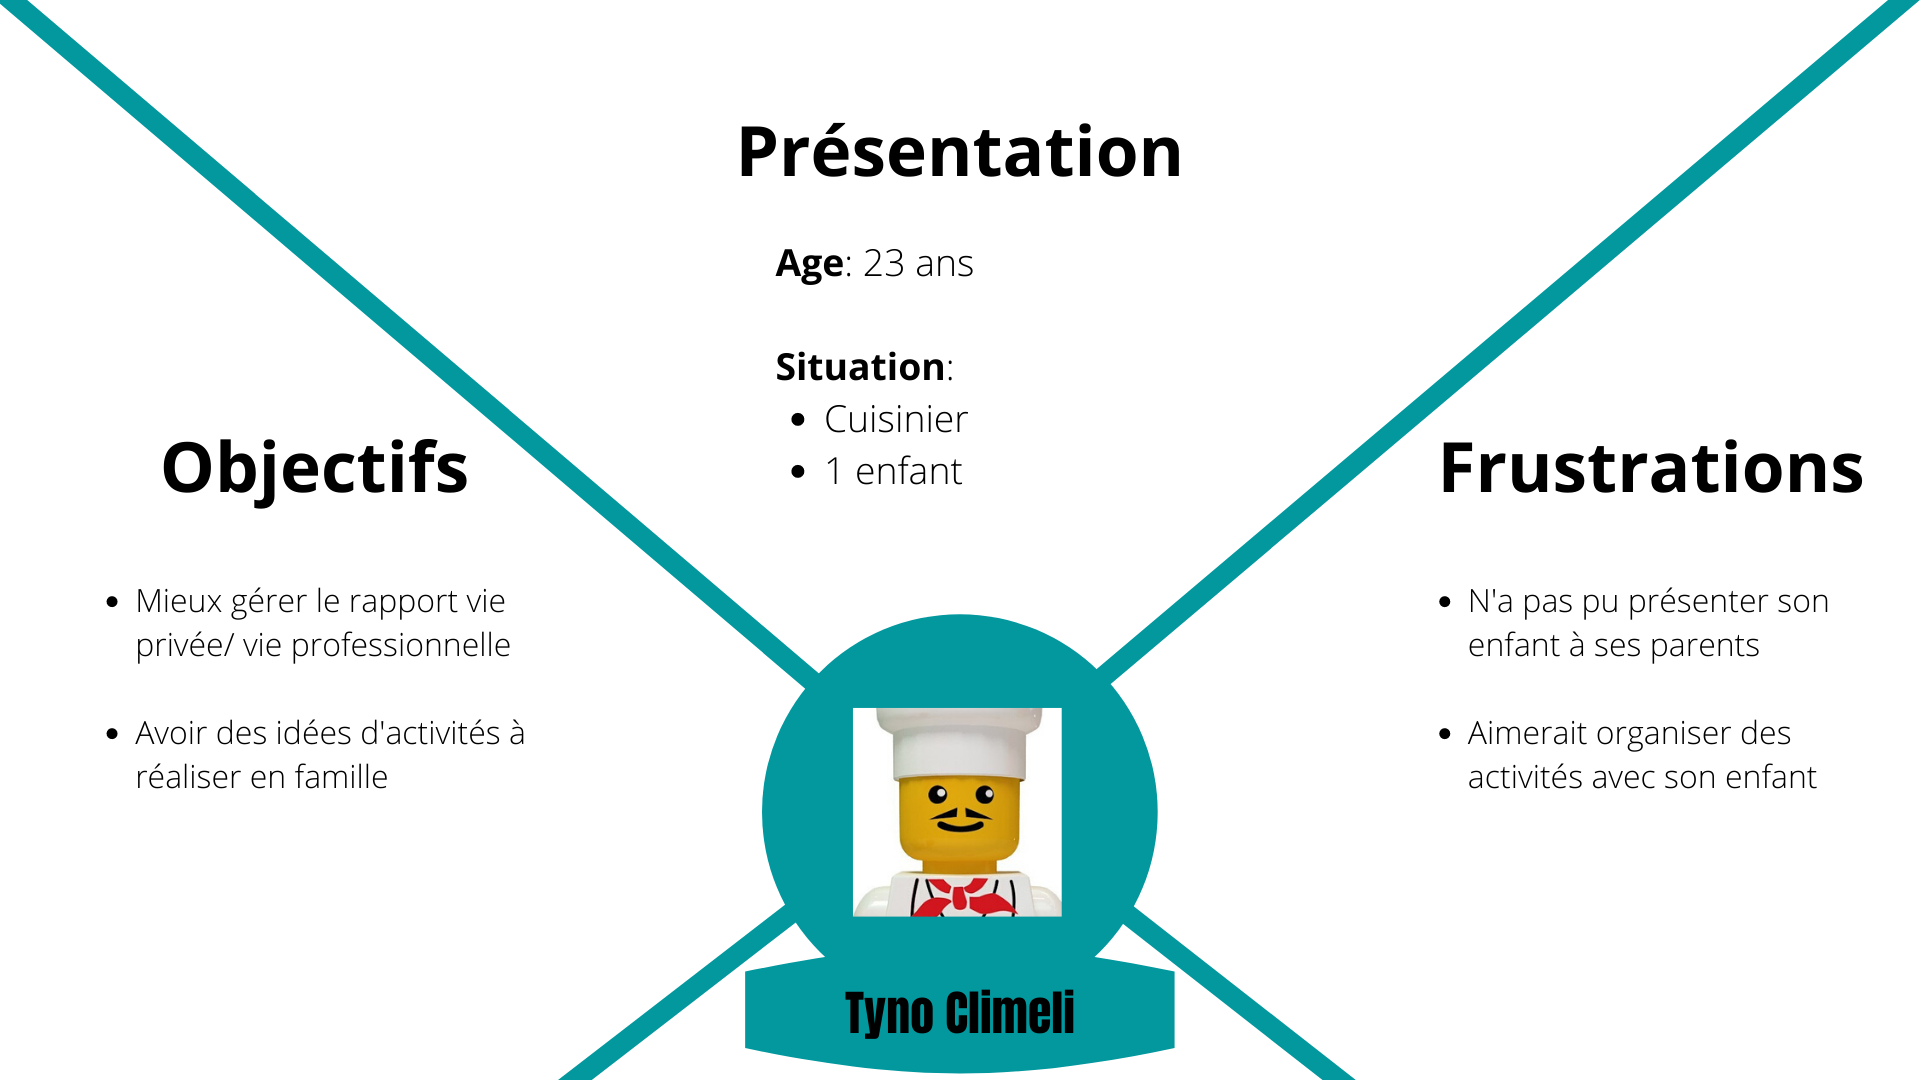 Présentation
Age: 23 ans
Situation:
• Cuisinier
• 1 enfant
Objectifs
• Mieux gérer le rapport vie
privée/ vie professionnelle
• Avoir des idées d'activités à
réaliser en famille
Frustrations
• N'a pas pu présenter son
enfant à ses parents
• Aimerait organiser des
activités avec son enfant
Tyno Climeli